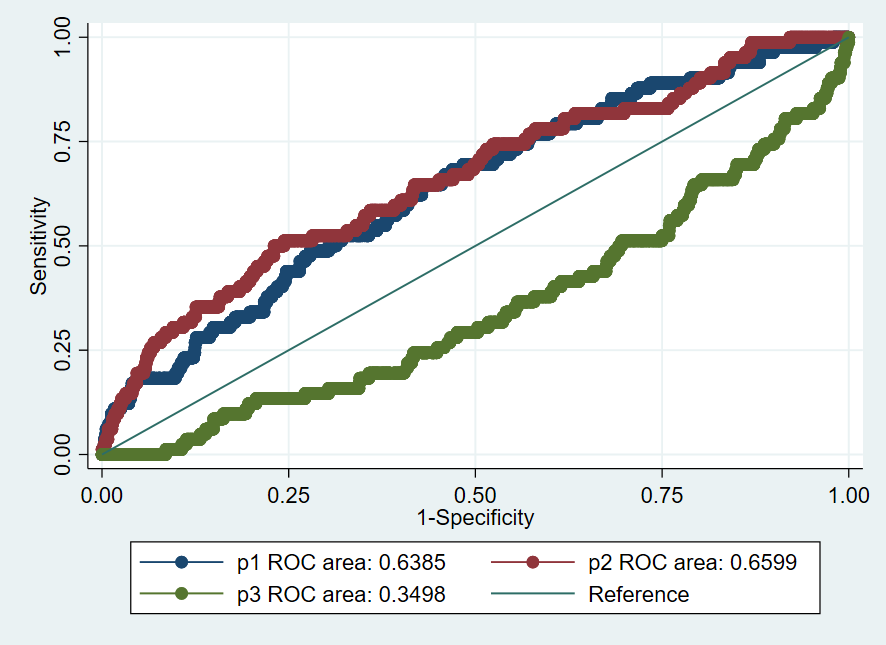 1.00
0.75
0.50
0.25
0.00
Sensitivity
0.00 0.25 0.50 0.75 1.00
1-Specificity
p1 ROC area: 0.6385 p2 ROC area: 0.6599
p3 ROC area: 0.3498 Reference